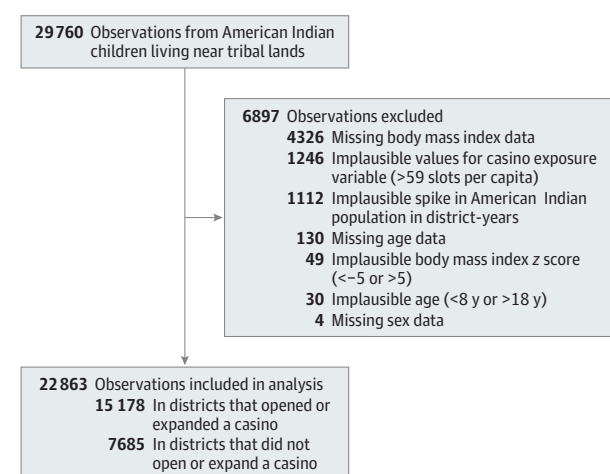 29760 Observations from American Indian
children living near tribal lands
6897 Observations excluded
4326 Missing body mass index data
1246 Implausible values for casino exposure
variable (>59 slots per capita)
1112 Implausible spike in American Indian
population in district-years
130 Missing age data
49 Implausible body mass index z score
(<−5 or >5)
30 Implausible age (<8 y or >18 y)
4 Missing sex data
22863 Observations included in analysis
15178 In districts that opened or
expanded a casino
7685 In districts that did not
open or expand a casino